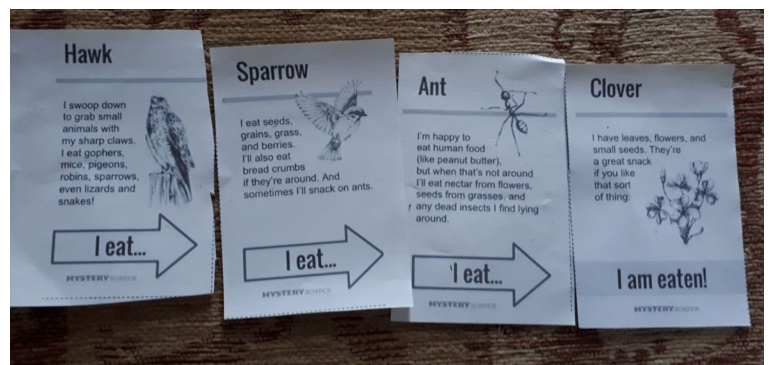 Hawk
I swoop down
to grab small
animals with
my sharp claws.
I eat gophers,
mice, pigeons,
robins, sparrows,
even lizards and
snakes!
I eat...
MYSTERY SCIENCE
Sparrow
I eat seeds,
grains, grass,
and berries.
I'll also eat
bread crumbs
if they're around. And
sometimes I'll snack on ants.
I eat...
MYSTERY SCIENCE
Ant
I'm happy to
eat human food
(like peanut butter),
but when that's not around
I'll eat nectar from flowers,
seeds from grasses, and
any dead insects I find lying
around.
I eat...
MYSTERY SCIENCE
Clover
I have leaves, flowers, and
small seeds. They're
a great snack
if you like
that sort
of thing.
I am eaten!
MYSTERY SCIENCE